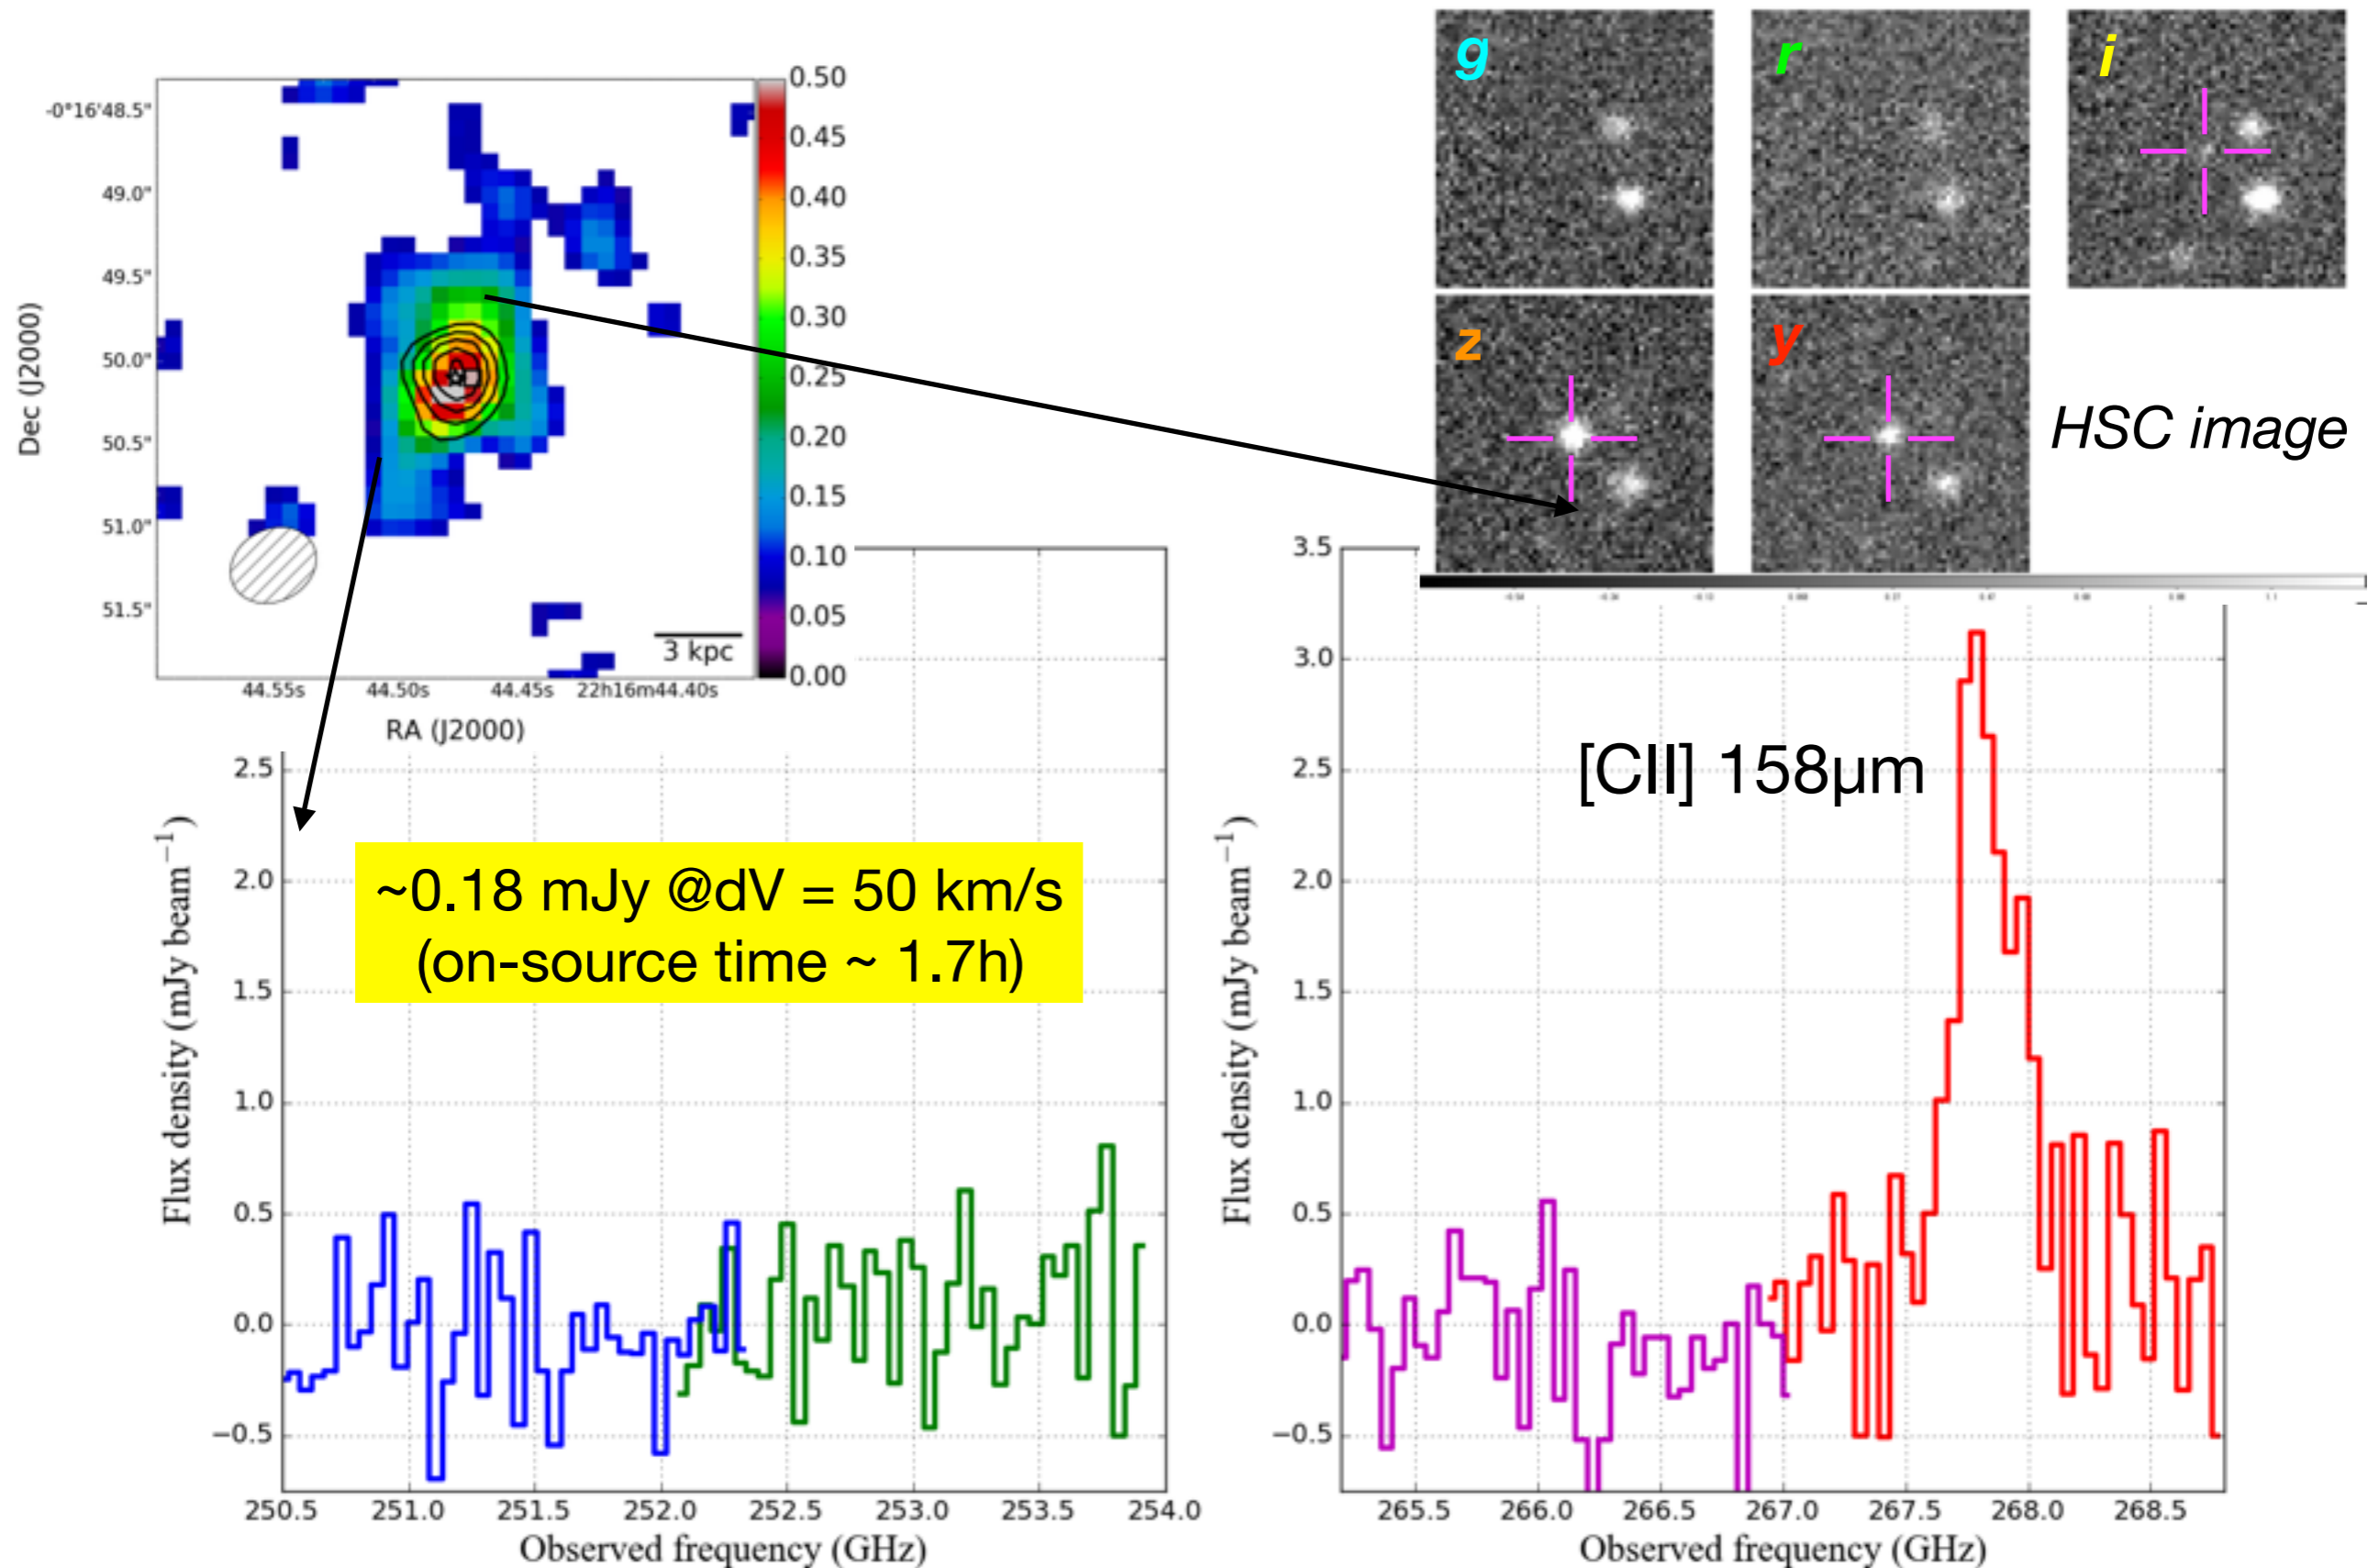 g
r
i
z
y
HSC image
Dec (J2000)
-0°16'48.5"
49.0"
49.5"
50.0"
50.5"
51.0"
51.5"
44.55s
44.50s
44.45s
22h16m44.40s
RA (J2000)
3 kpc
0.50
0.45
0.40
0.35
0.30
0.25
0.20
0.15
0.10
0.05
0.00
~0.18 mJy @dV = 50 km/s
(on-source time ~ 1.7h)
Flux density (mJy beam⁻¹)
2.5
2.0
1.5
1.0
0.5
0.0
−0.5
250.5
251.0
251.5
252.0
252.5
253.0
253.5
254.0
Observed frequency (GHz)
[CII] 158µm
Flux density (mJy beam⁻¹)
3.5
3.0
2.5
2.0
1.5
1.0
0.5
0.0
−0.5
265.5
266.0
266.5
267.0
267.5
268.0
268.5
Observed frequency (GHz)